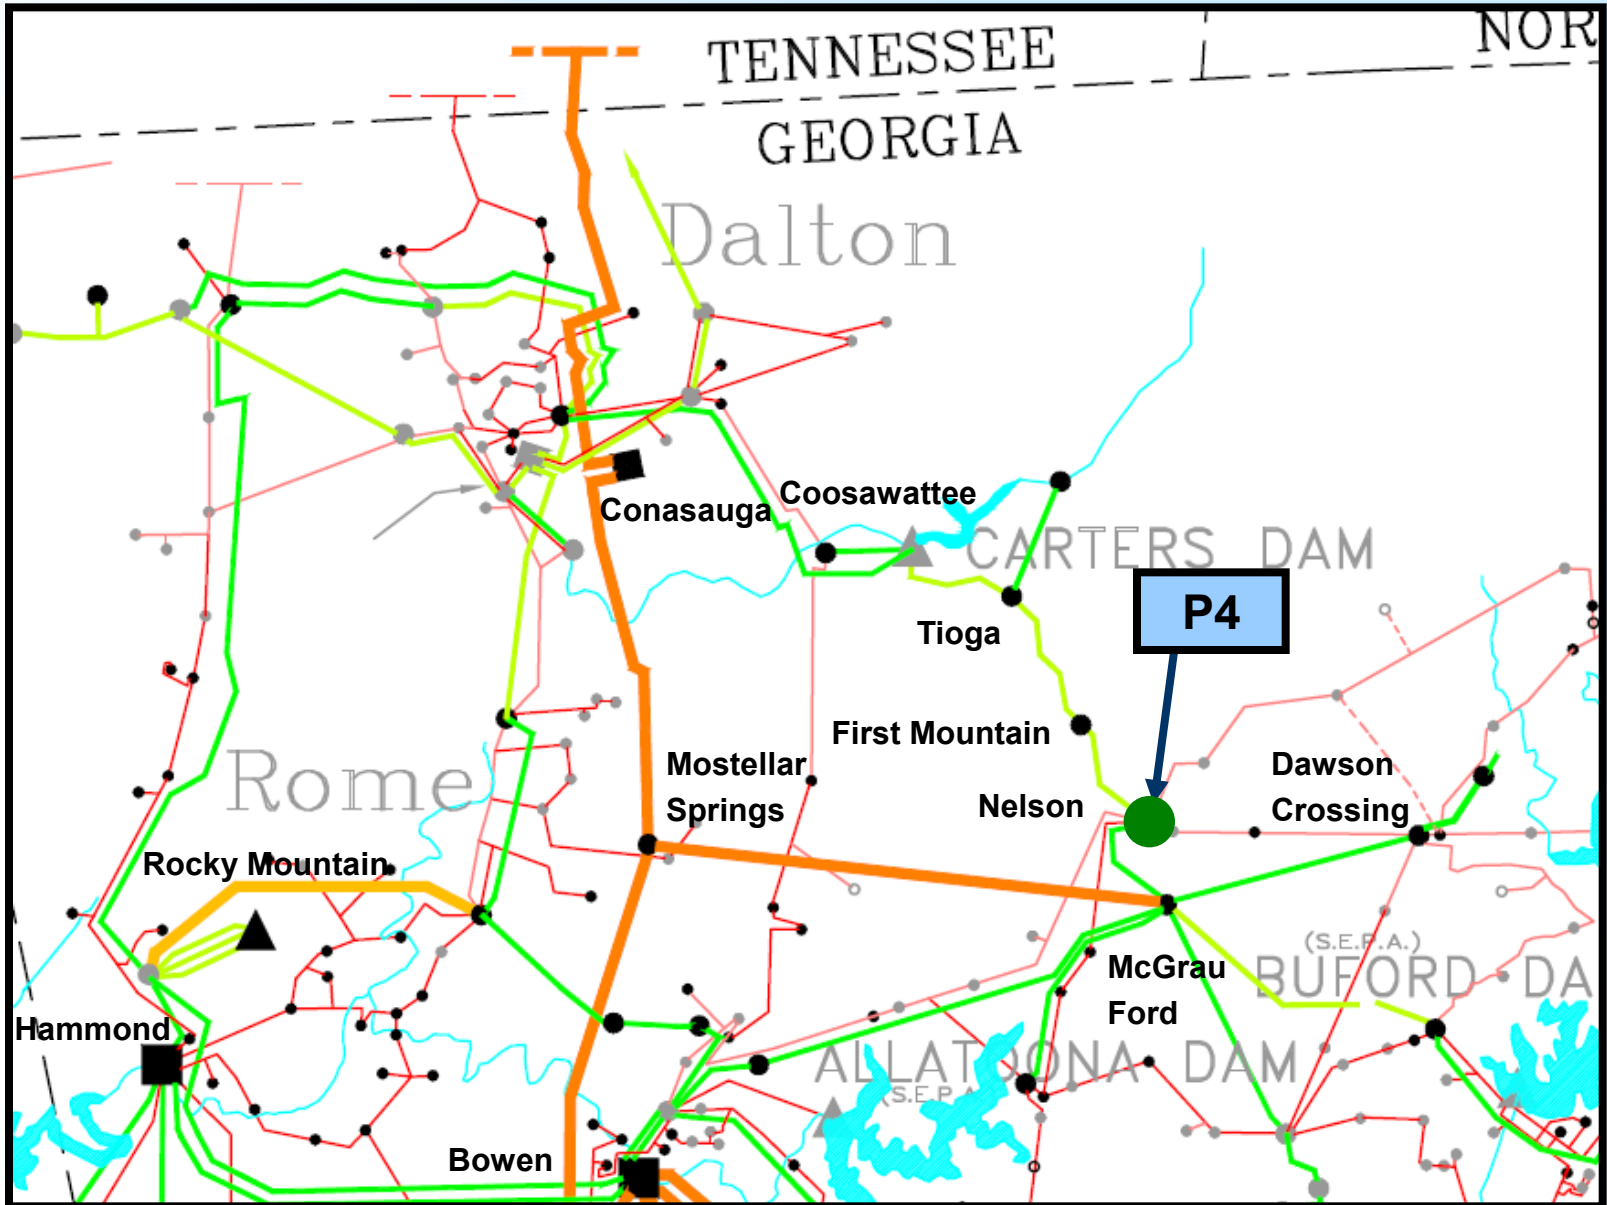 TENNESSEE
NOR
GEORGIA
Dalton
Coosawattee
Conasauga
CARTERS DAM
P4
Tioga
First Mountain
Mostellar
Springs
Dawson
Crossing
Nelson
Rome
Rocky Mountain
(S.E.P.A.)
BUFORD DA
McGrau
Ford
Hammond
ALLATOONA DAM
(S.E.P.A
Bowen